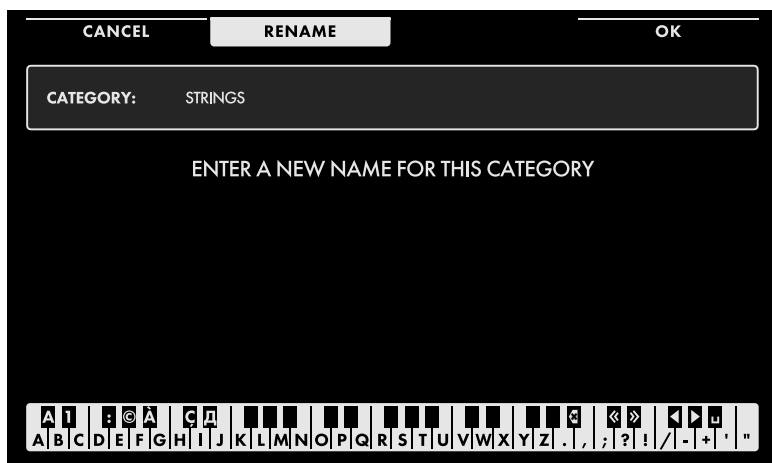 CANCEL RENAME OK
CATEGORY: STRINGS
ENTER A NEW NAME FOR THIS CATEGORY
A 1 : © À Ç Д « » ◀ ▶ ␣
A B C D E F G H I J K L M N O P Q R S T U V W X Y Z . , ; ? ! / - + ' "